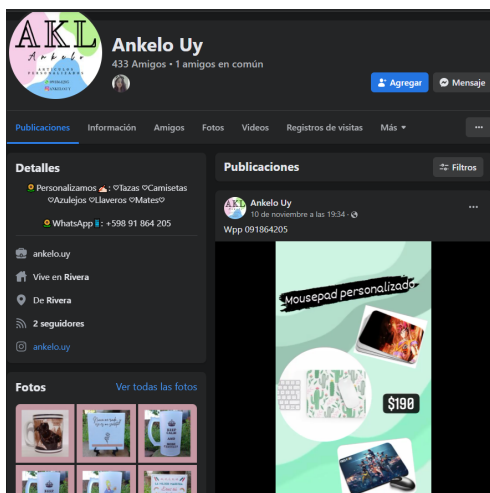 AKL
Ankelo
ARTICULOS
PERSONALIZADOS
Ankelo Uy
433 Amigos • 1 amigos en común
Agregar
Mensaje
Publicaciones
Información
Amigos
Fotos
Videos
Registros de visitas
Más
Detalles
🌻Personalizamos ✍: ♡Tazas ♡Camisetas
♡Azulejos ♡Llaveros ♡Mates♡
🌻WhatsApp📱: +598 91 864 205
ankelo.uy
Vive en Rivera
De Rivera
2 seguidores
ankelo.uy
Fotos
Ver todas las fotos
Publicaciones
Filtros
AKL
Ankelo Uy
10 de noviembre a las 19:34 ·
Wpp 091864205
Mousepad personalizado
$190